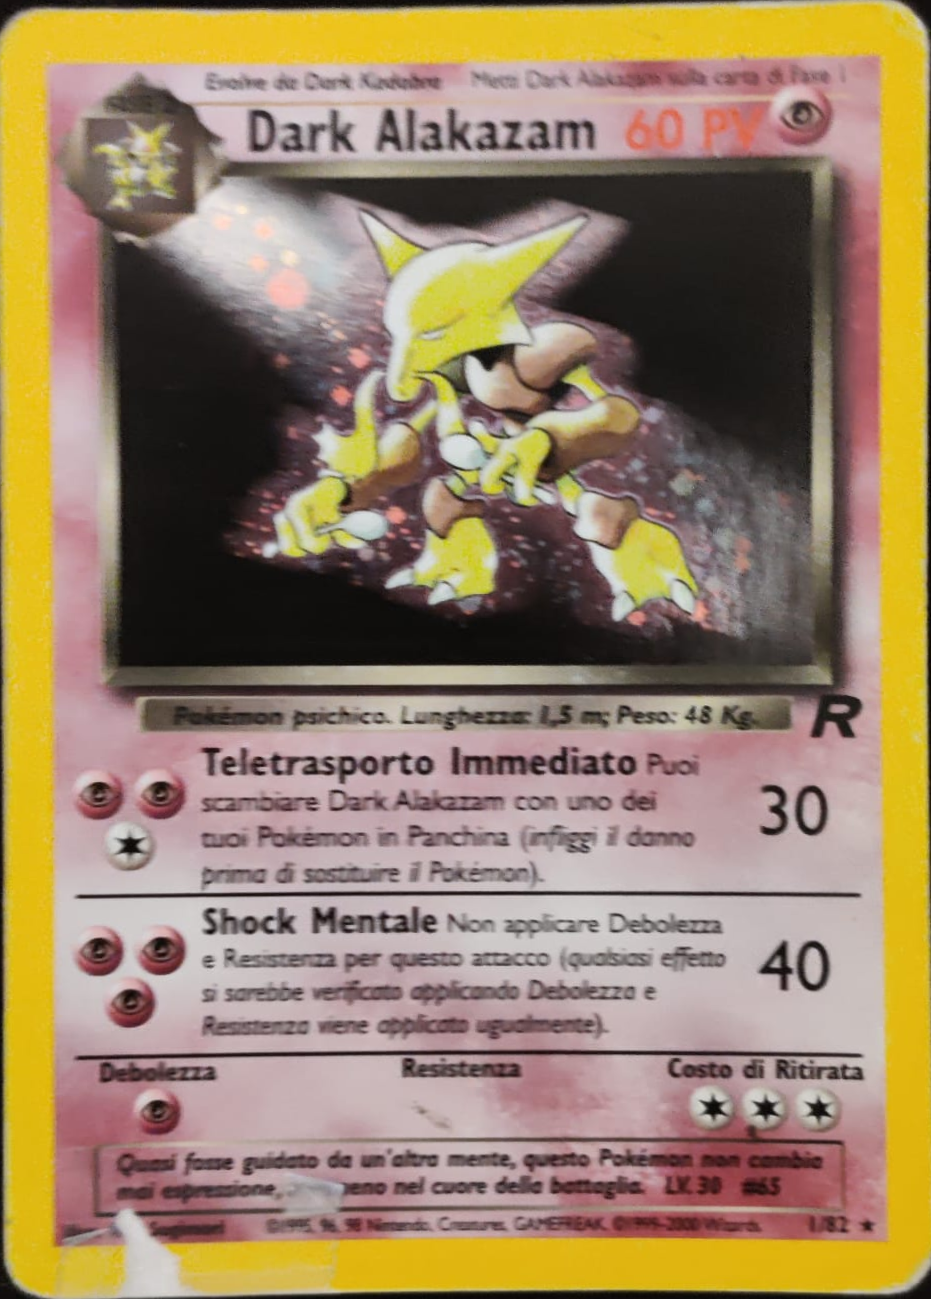 Evolve da Dark Kadabra Metti Dark Alakazam sulla carta di Fase 1
Dark Alakazam 60 PV
Pokémon psichico. Lunghezza: 1,5 m; Peso: 48 Kg.
R
Teletrasporto Immediato Puoi
scambiare Dark Alakazam con uno dei
tuoi Pokémon in Panchina (infliggi il danno
prima di sostituire il Pokémon).
30
Shock Mentale Non applicare Debolezza
e Resistenza per questo attacco (qualsiasi effetto
si sarebbe verificato applicando Debolezza e
Resistenza viene applicato ugualmente).
40
Debolezza Resistenza Costo di Ritirata
Quasi fosse guidato da un'altra mente, questo Pokémon non cambia
mai espressione, nel cuore della battaglia. LV. 30 #65
Sugimori ©1995, 96, 98 Nintendo, Creatures, GAMEFREAK. ©1999-2000 Wizards. 1/82 ★